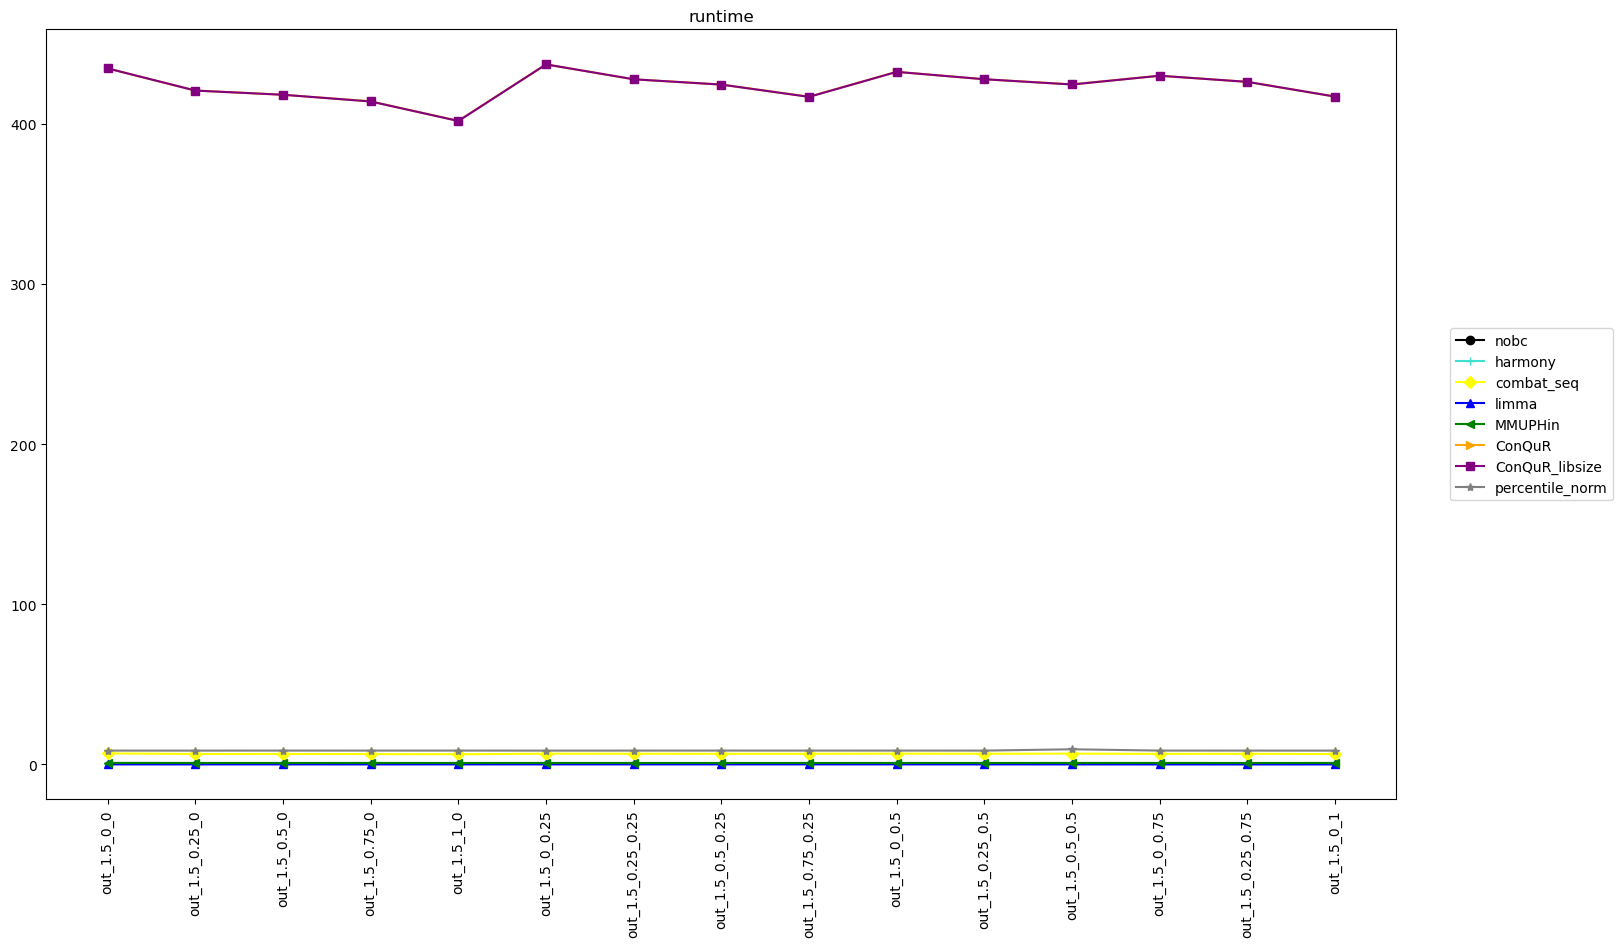 runtime
400
300
200
100
0
out_1.5_0_0
out_1.5_0.25_0
out_1.5_0.5_0
out_1.5_0.75_0
out_1.5_1_0
out_1.5_0_0.25
out_1.5_0.25_0.25
out_1.5_0.5_0.25
out_1.5_0.75_0.25
out_1.5_0_0.5
out_1.5_0.25_0.5
out_1.5_0.5_0.5
out_1.5_0_0.75
out_1.5_0.25_0.75
out_1.5_0_1
nobc
harmony
combat_seq
limma
MMUPHin
ConQuR
ConQuR_libsize
percentile_norm